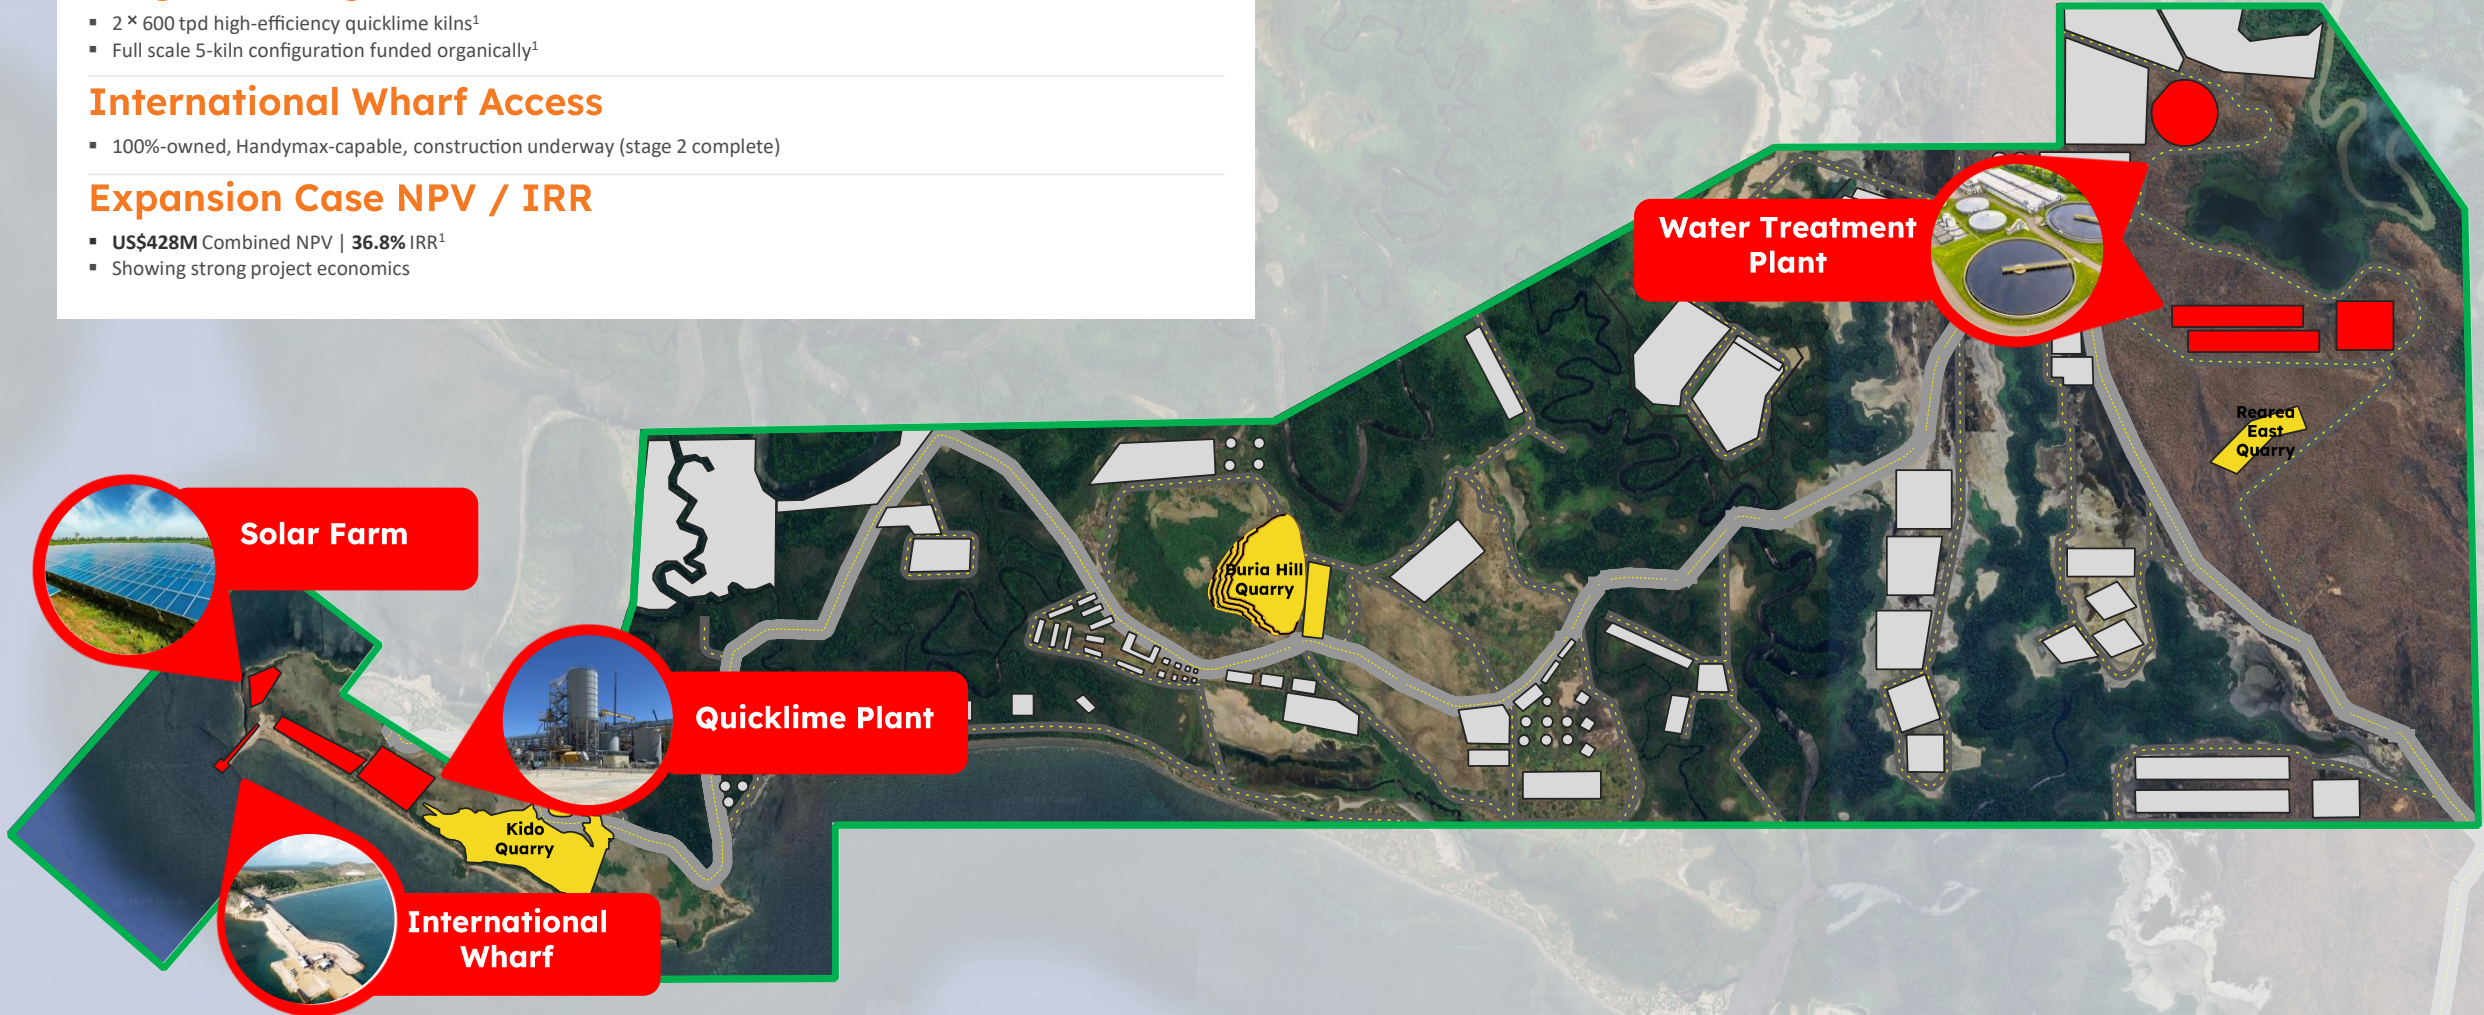 ▪ 2 × 600 tpd high-efficiency quicklime kilns¹
▪ Full scale 5-kiln configuration funded organically¹
International Wharf Access
▪ 100%-owned, Handymax-capable, construction underway (stage 2 complete)
Expansion Case NPV / IRR
▪ US$428M Combined NPV | 36.8% IRR¹
▪ Showing strong project economics
Water Treatment
Plant
Rearea
East
Quarry
Solar Farm
Buria Hill
Quarry
Quicklime Plant
Kido
Quarry
International
Wharf